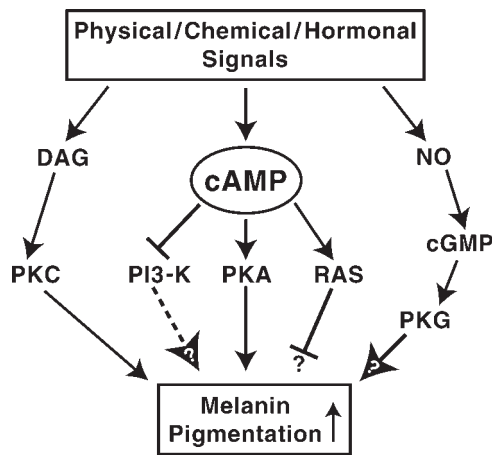 Physical/Chemical/Hormonal
Signals
DAG
NO
cAMP
cGMP
PKC
PI3-K
PKA
RAS
PKG
?
?
?
Melanin
Pigmentation